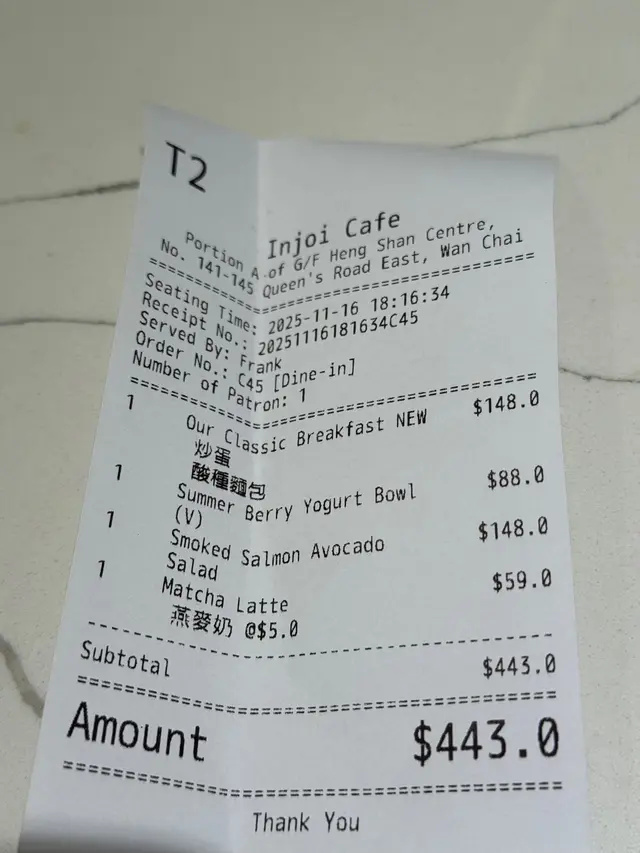 T2
Injoi Cafe
Portion A of G/F Heng Shan Centre,
No. 141-145 Queen's Road East, Wan Chai
================================
Seating Time: 2025-11-16 18:16:34
Receipt No.: 20251116181634C45
Served By: Frank
Order No.: C45 [Dine-in]
Number of Patron: 1
================================
1 Our Classic Breakfast NEW $148.0
炒蛋
酸種麵包
1 Summer Berry Yogurt Bowl $88.0
(V)
1 Smoked Salmon Avocado $148.0
Salad
1 Matcha Latte $59.0
燕麥奶 @$5.0
--------------------------------
Subtotal $443.0
================================
Amount $443.0
================================
Thank You